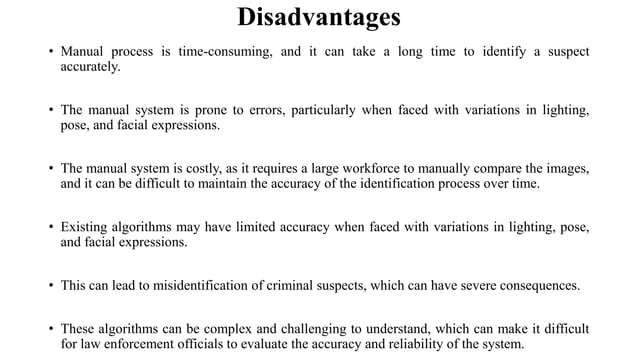 Disadvantages
• Manual process is time-consuming, and it can take a long time to identify a suspect
accurately.
• The manual system is prone to errors, particularly when faced with variations in lighting,
pose, and facial expressions.
• The manual system is costly, as it requires a large workforce to manually compare the images,
and it can be difficult to maintain the accuracy of the identification process over time.
• Existing algorithms may have limited accuracy when faced with variations in lighting, pose,
and facial expressions.
• This can lead to misidentification of criminal suspects, which can have severe consequences.
• These algorithms can be complex and challenging to understand, which can make it difficult
for law enforcement officials to evaluate the accuracy and reliability of the system.